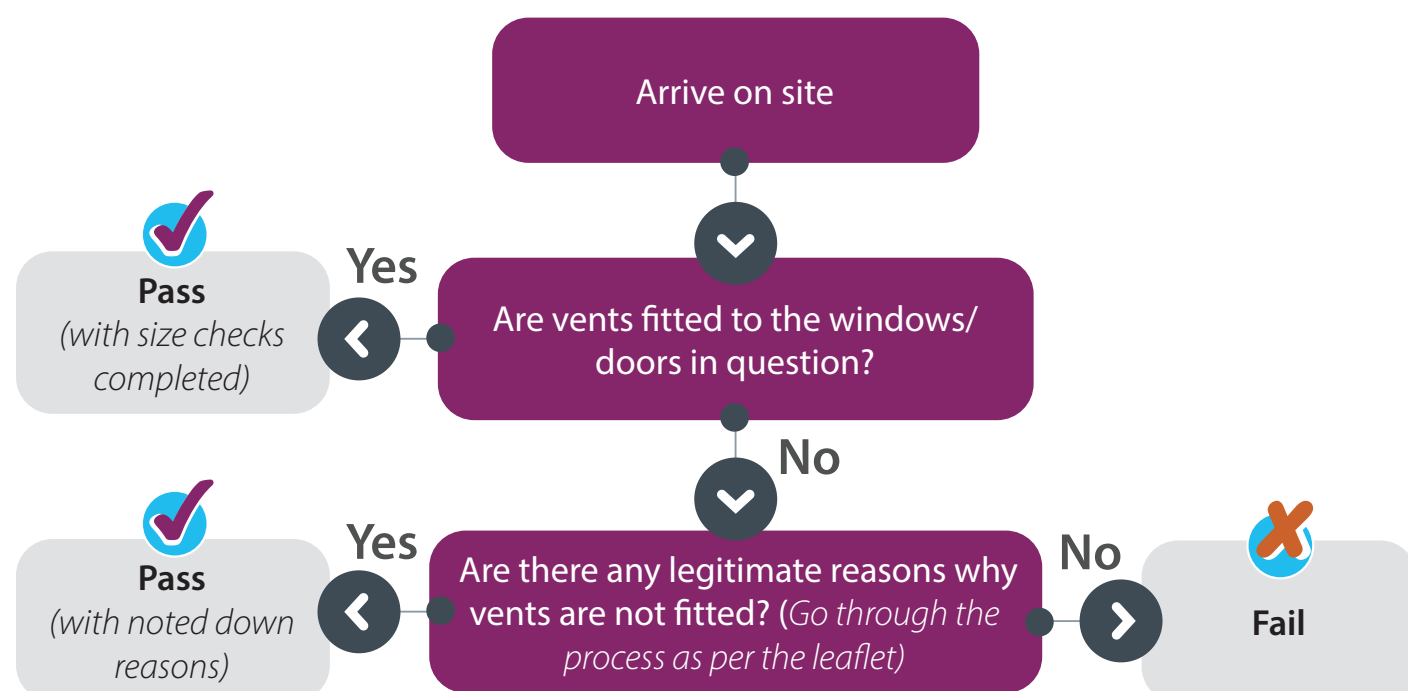 Arrive on site
Yes
Pass
(with size checks
completed)
Are vents fitted to the windows/
doors in question?
No
Yes
Pass
(with noted down
reasons)
Are there any legitimate reasons why
vents are not fitted? (Go through the
process as per the leaflet)
No
Fail